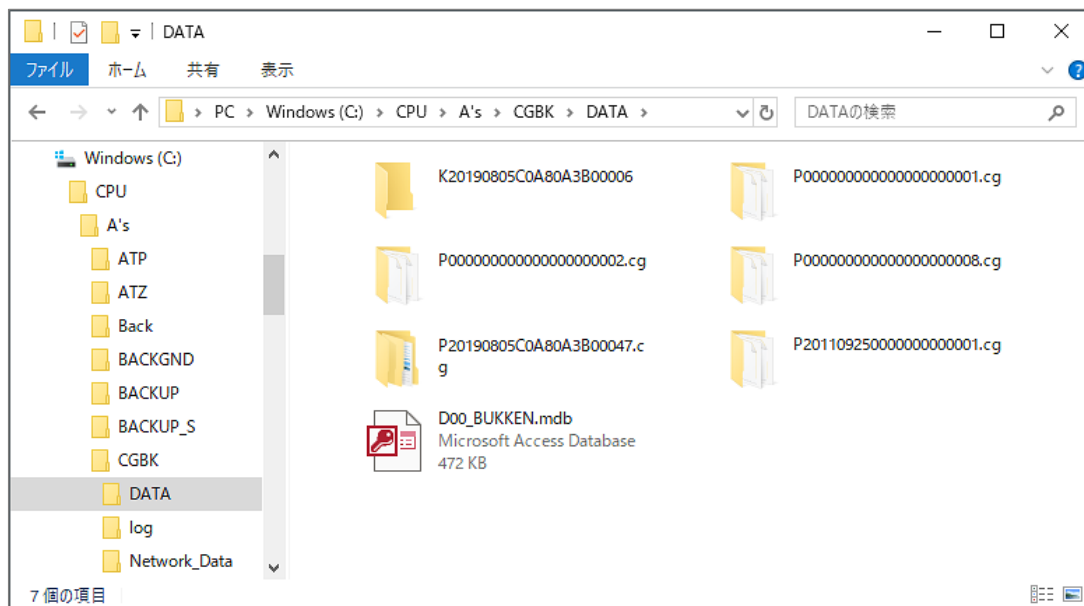 DATA
ファイル ホーム 共有 表示
PC Windows (C:) CPU A's CGBK DATA
DATAの検索
Windows (C:)
CPU
A's
ATP
ATZ
Back
BACKGND
BACKUP
BACKUP_S
CGBK
DATA
log
Network_Data
K20190805C0A80A3B00006
P00000000000000000001.cg
P00000000000000000002.cg
P00000000000000000008.cg
P20190805C0A80A3B00047.c
g
P20110925000000000001.cg
D00_BUKKEN.mdb
Microsoft Access Database
472 KB
7 個の項目